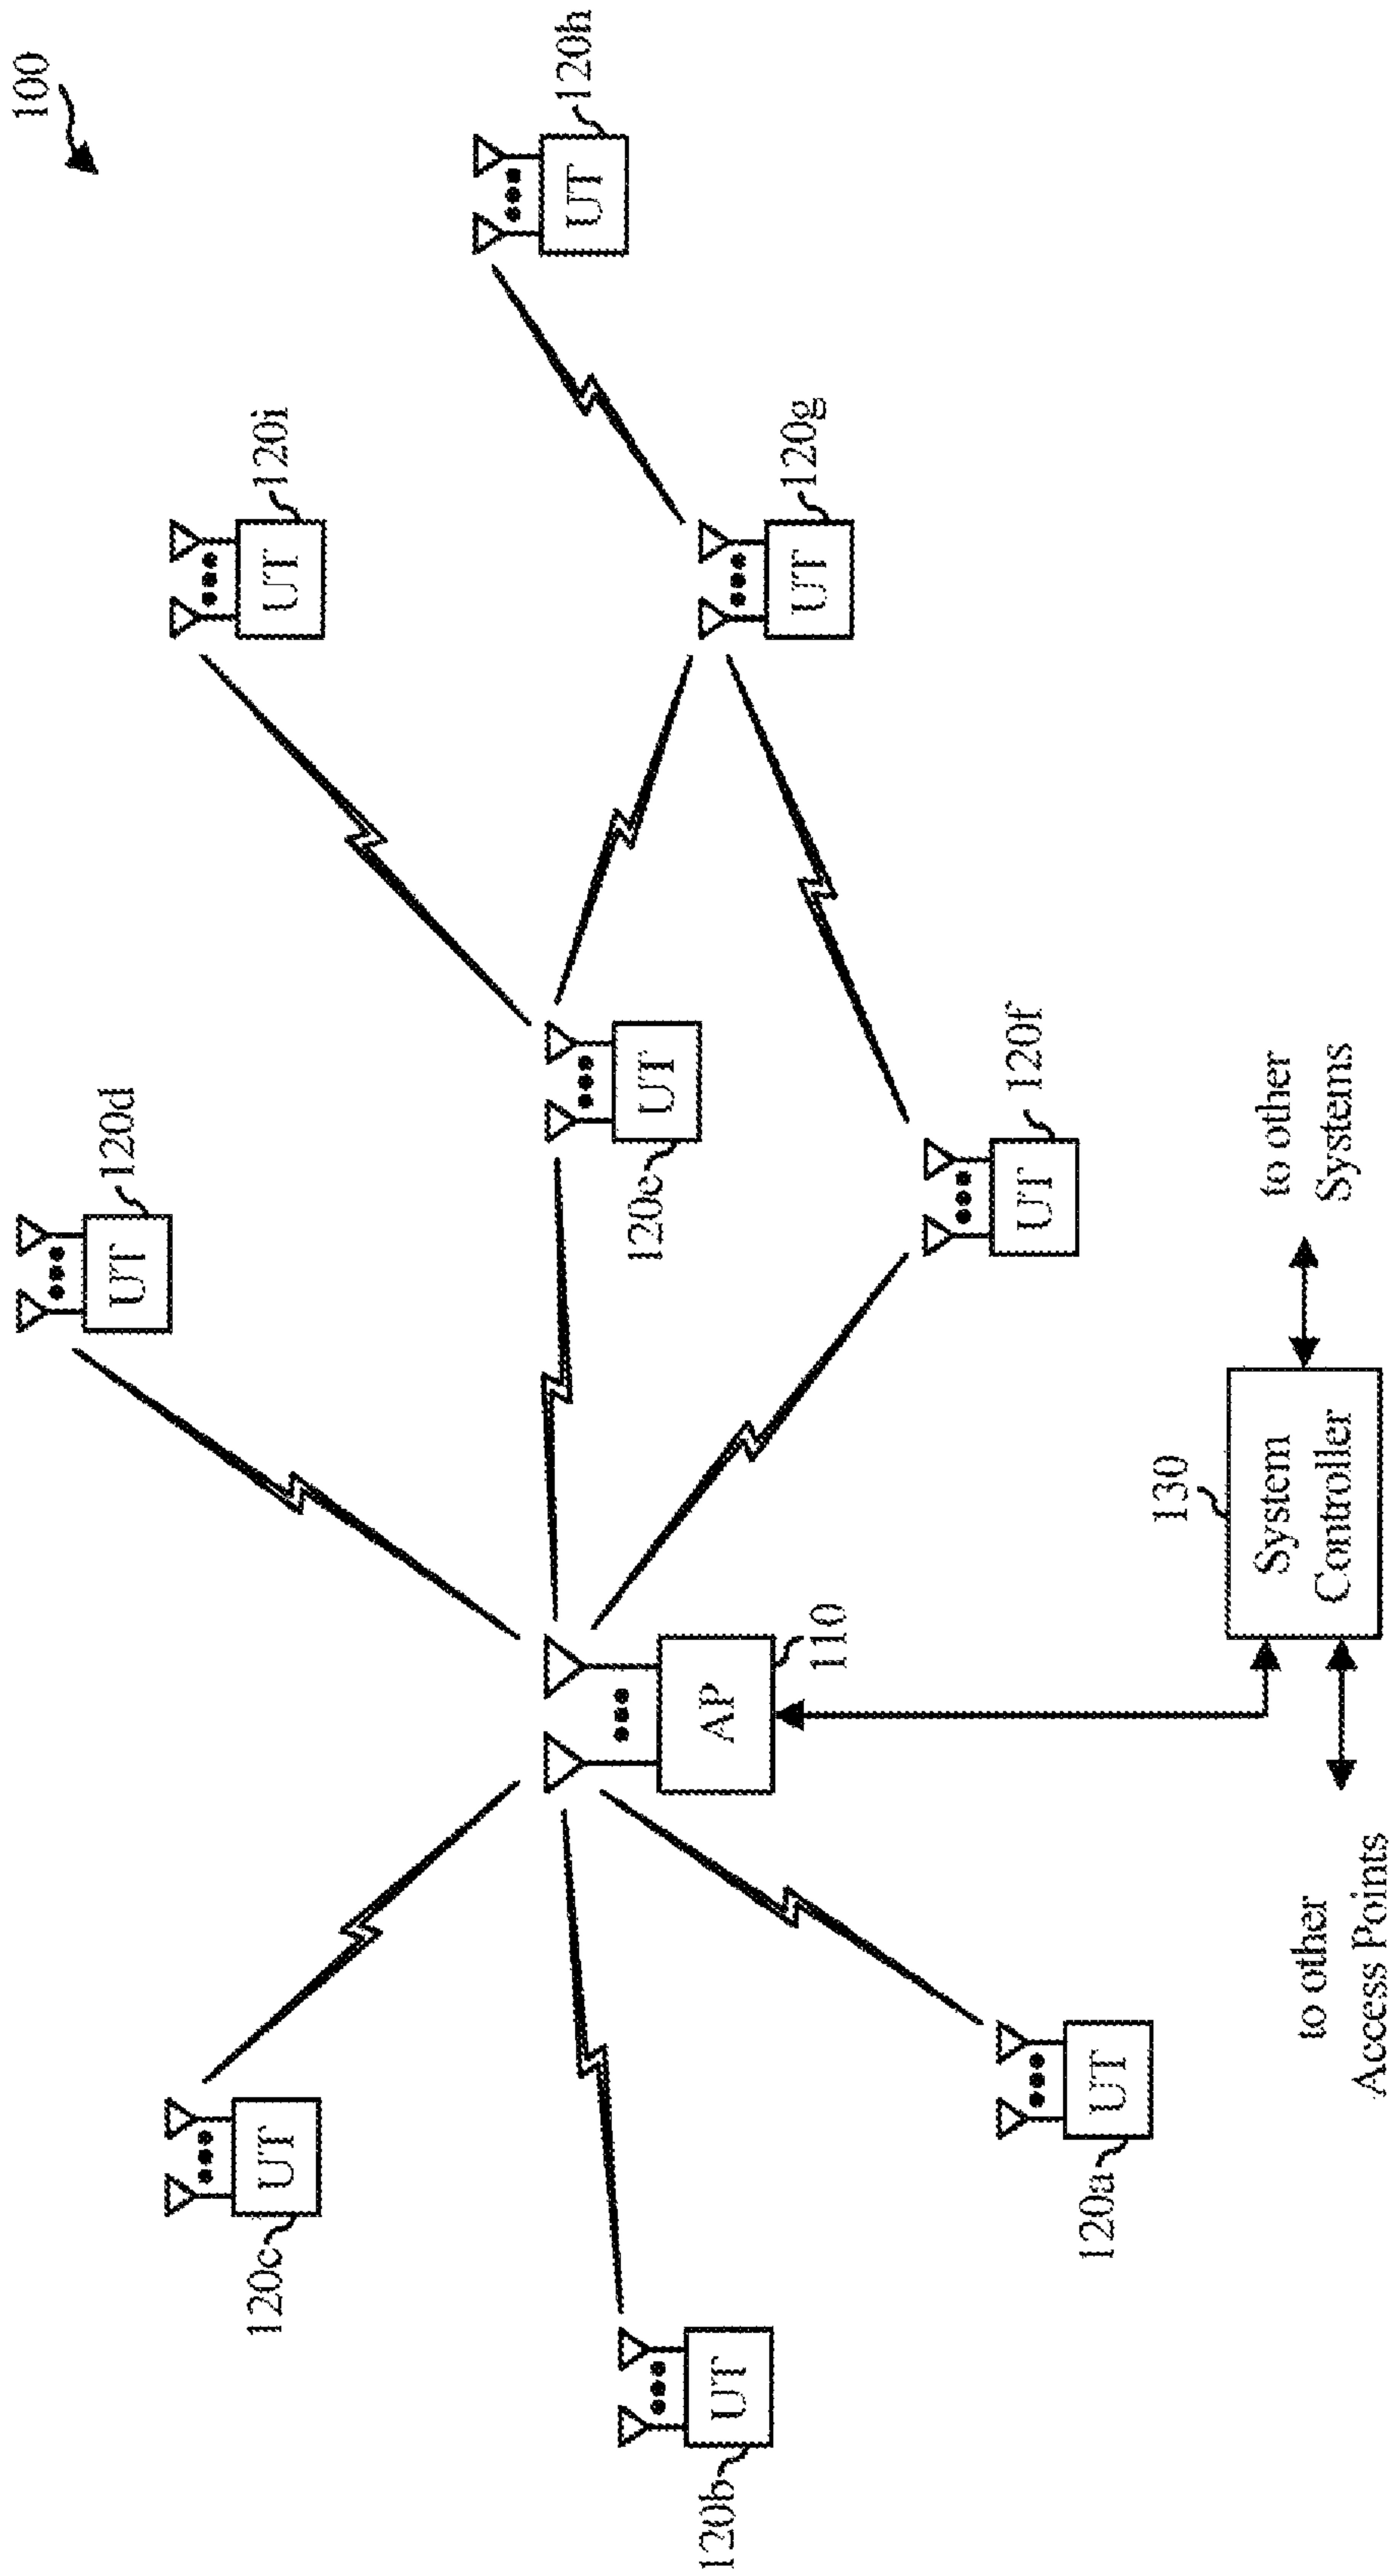 100
UT
120d
UT
120i
UT
120c
UT
120h
UT
120e
UT
120b
AP
110
UT
120g
UT
120f
UT
120a
130
System
Controller
to other
Systems
to other
Access Points